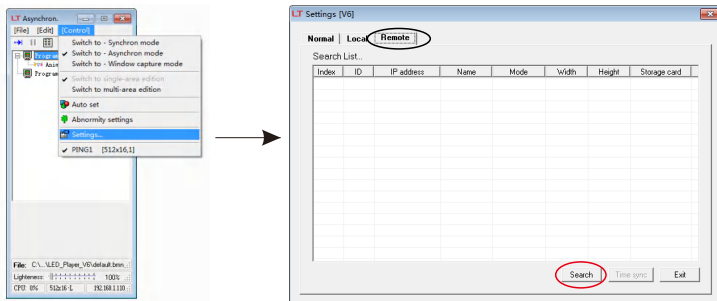 LT Asynchron.
[File] [Edit] [Control]
Switch to - Synchron mode
Switch to - Asynchron mode
Switch to - Window capture mode
Switch to single-area edition
Switch to multi-area edition
Auto set
Abnormity settings
Settings...
PING1 [512x16,1]
Program
Program
File: C:\...\LED_Player_V6\default.bmn
Lighteness: 100%
CPU: 0% 512x16-L 192.168.1.110
LT Settings [V6]
Normal Local Remote
Search List...
Index ID IP address Name Mode Width Height Storage card
Search Time sync Exit